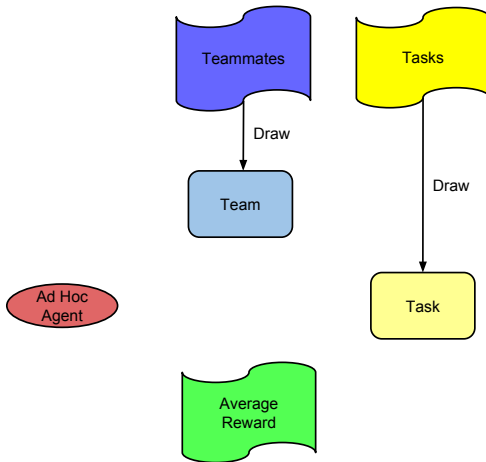 Teammates
Tasks
Draw
Draw
Team
Ad Hoc
Agent
Task
Average
Reward